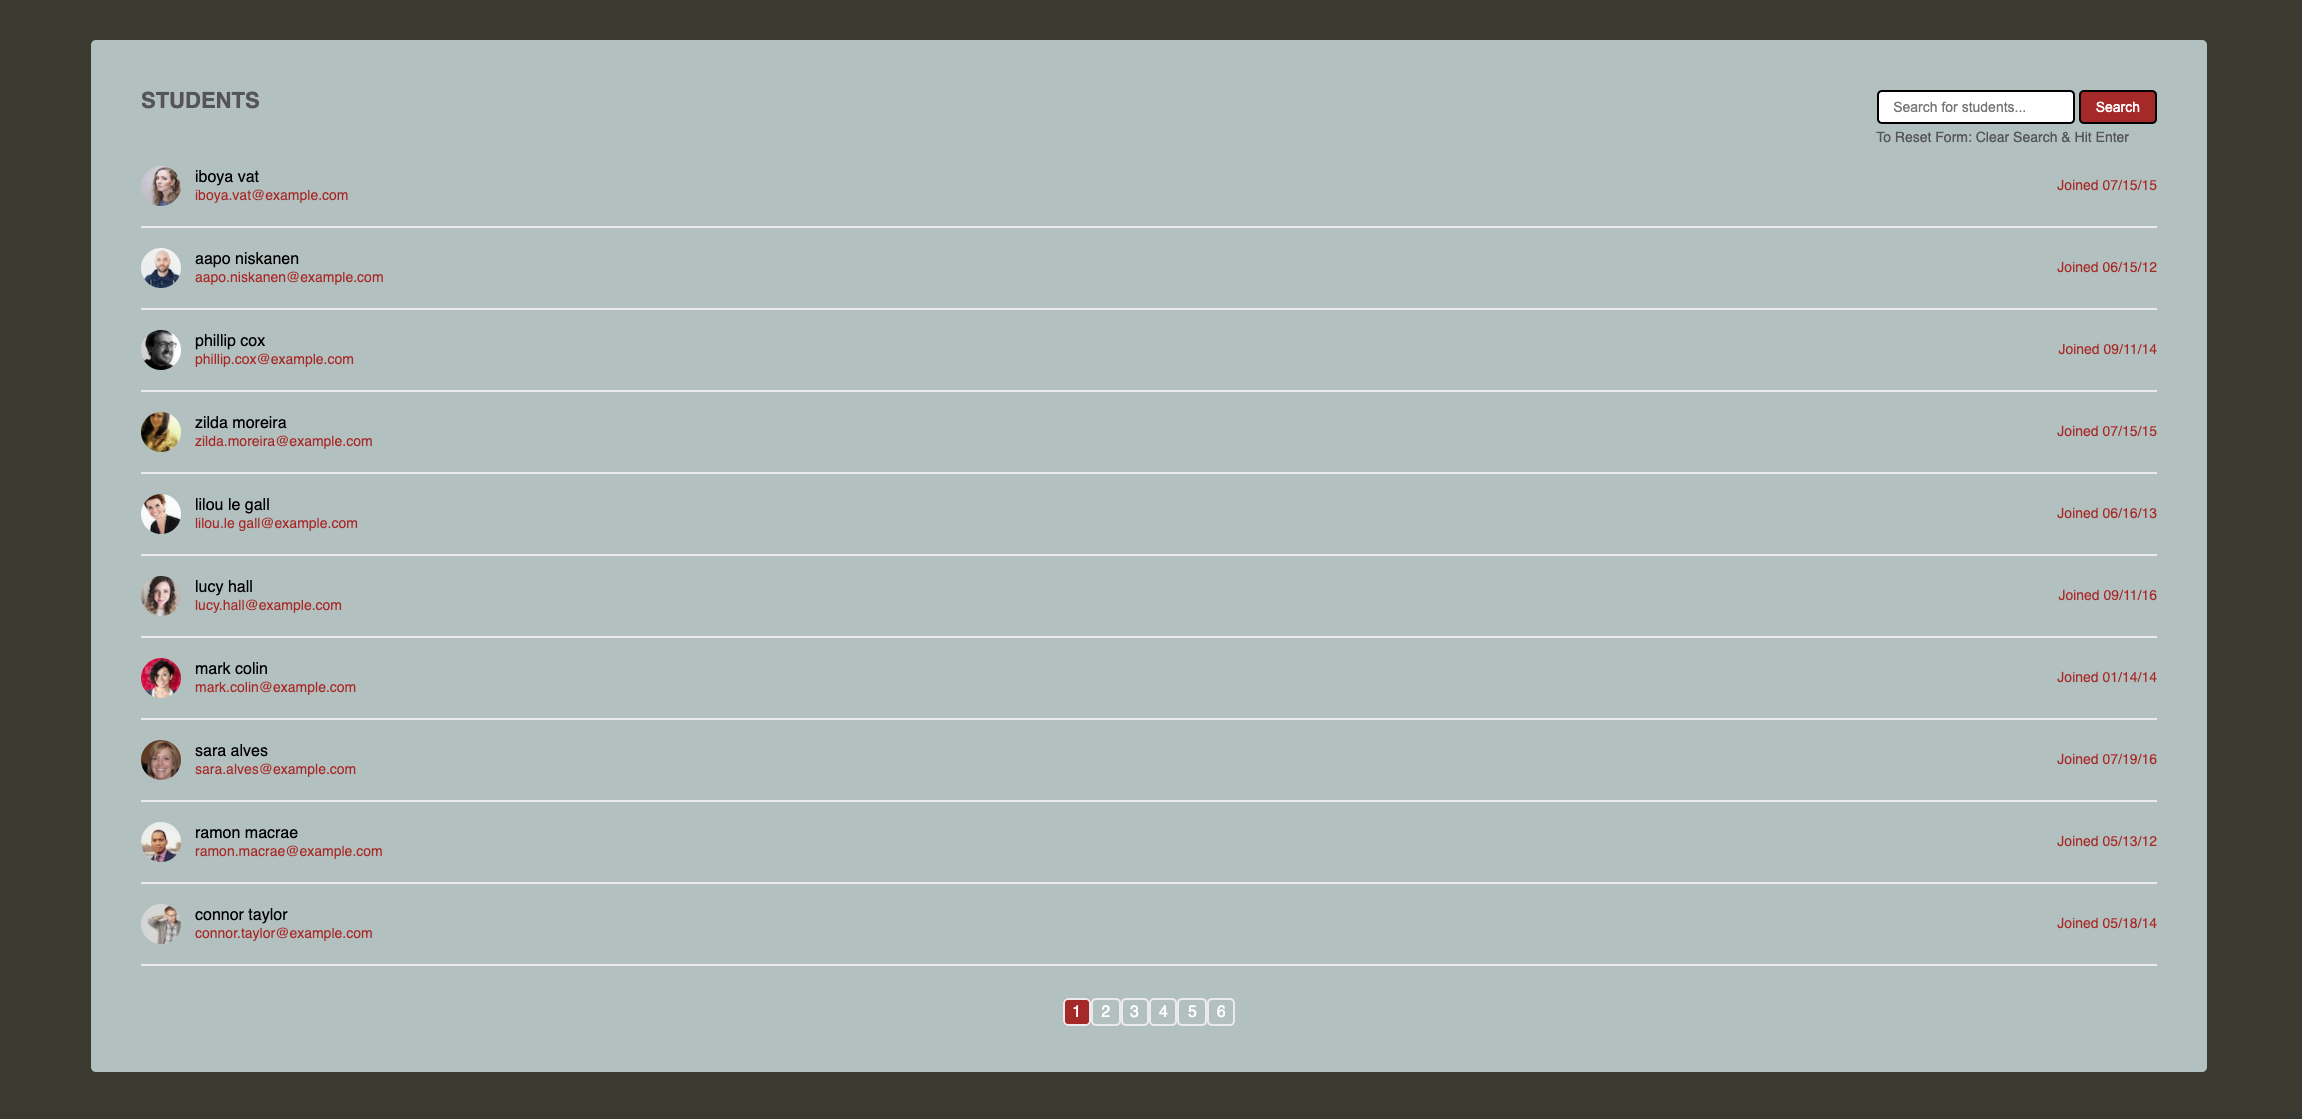 STUDENTS
Search for students...
Search
To Reset Form: Clear Search & Hit Enter
iboya vat
iboya.vat@example.com
Joined 07/15/15
aapo niskanen
aapo.niskanen@example.com
Joined 06/15/12
phillip cox
phillip.cox@example.com
Joined 09/11/14
zilda moreira
zilda.moreira@example.com
Joined 07/15/15
lilou le gall
lilou.le gall@example.com
Joined 06/16/13
lucy hall
lucy.hall@example.com
Joined 09/11/16
mark colin
mark.colin@example.com
Joined 01/14/14
sara alves
sara.alves@example.com
Joined 07/19/16
ramon macrae
ramon.macrae@example.com
Joined 05/13/12
connor taylor
connor.taylor@example.com
Joined 05/18/14
1 2 3 4 5 6